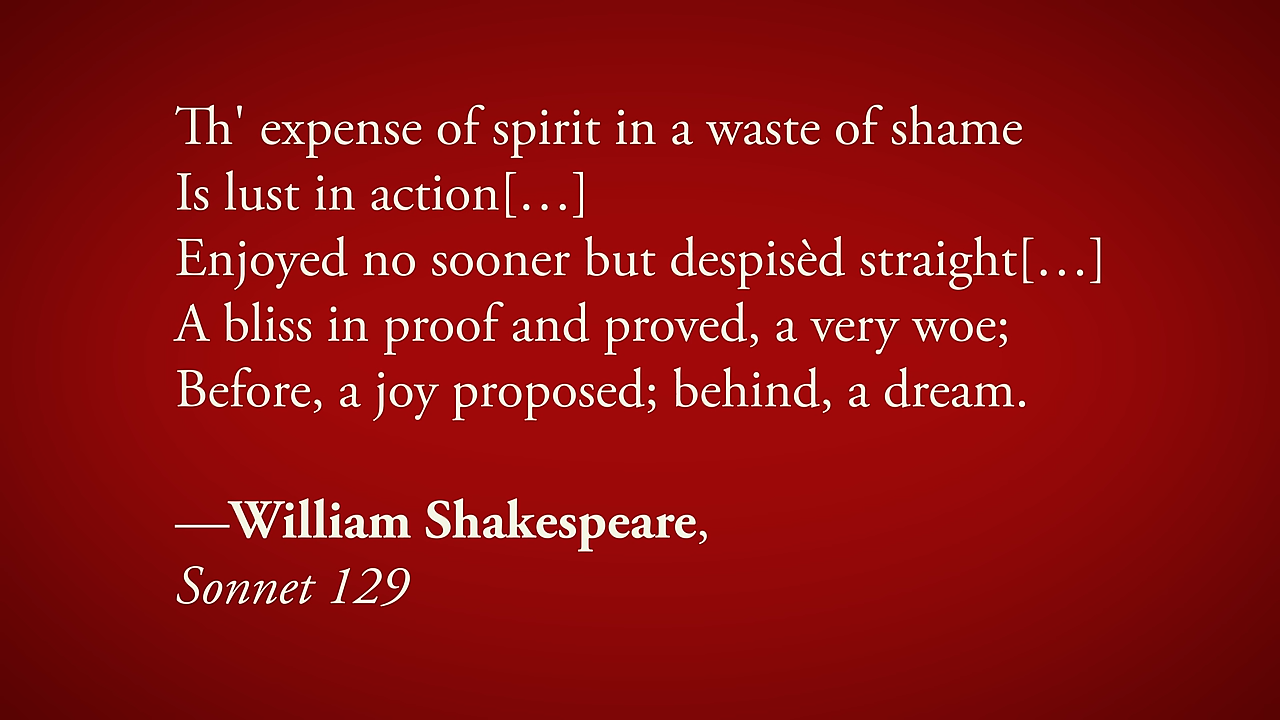 Th' expense of spirit in a waste of shame
Is lust in action[…]
Enjoyed no sooner but despisèd straight[…]
A bliss in proof and proved, a very woe;
Before, a joy proposed; behind, a dream.
—William Shakespeare,
Sonnet 129